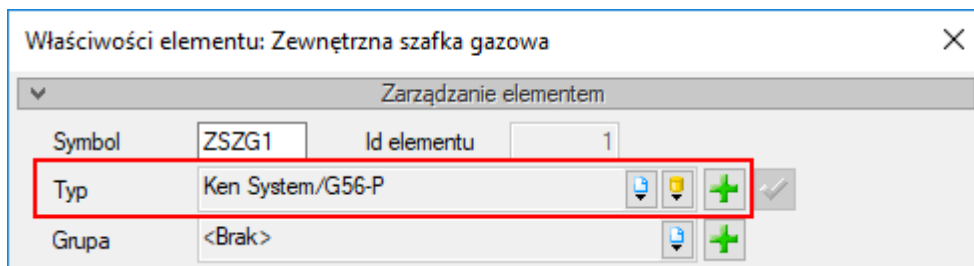 Właściwości elementu: Zewnętrzna szafka gazowa
Zarządzanie elementem
Symbol ZSZG1 Id elementu 1
Typ Ken System/G56-P
Grupa <Brak>